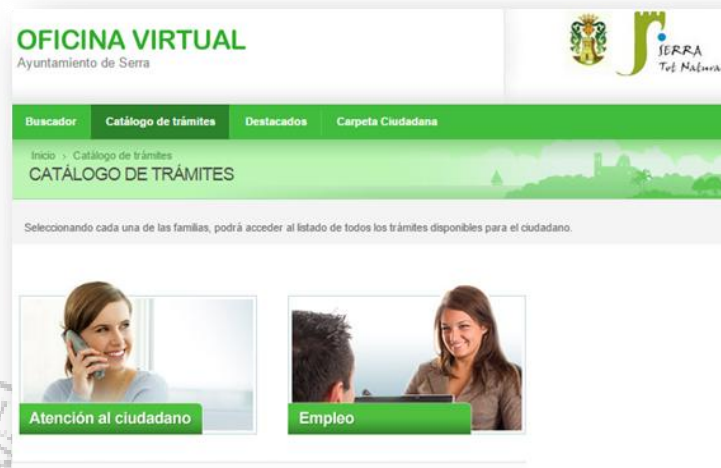 OFICINA VIRTUAL
Ayuntamiento de Serra
SERRA
Tot Natura
Buscador Catálogo de trámites Destacados Carpeta Ciudadana
Inicio › Catálogo de trámites
CATÁLOGO DE TRÁMITES
Seleccionando cada una de las familias, podrá acceder al listado de todos los trámites disponibles para el ciudadano.
Atención al ciudadano
Empleo